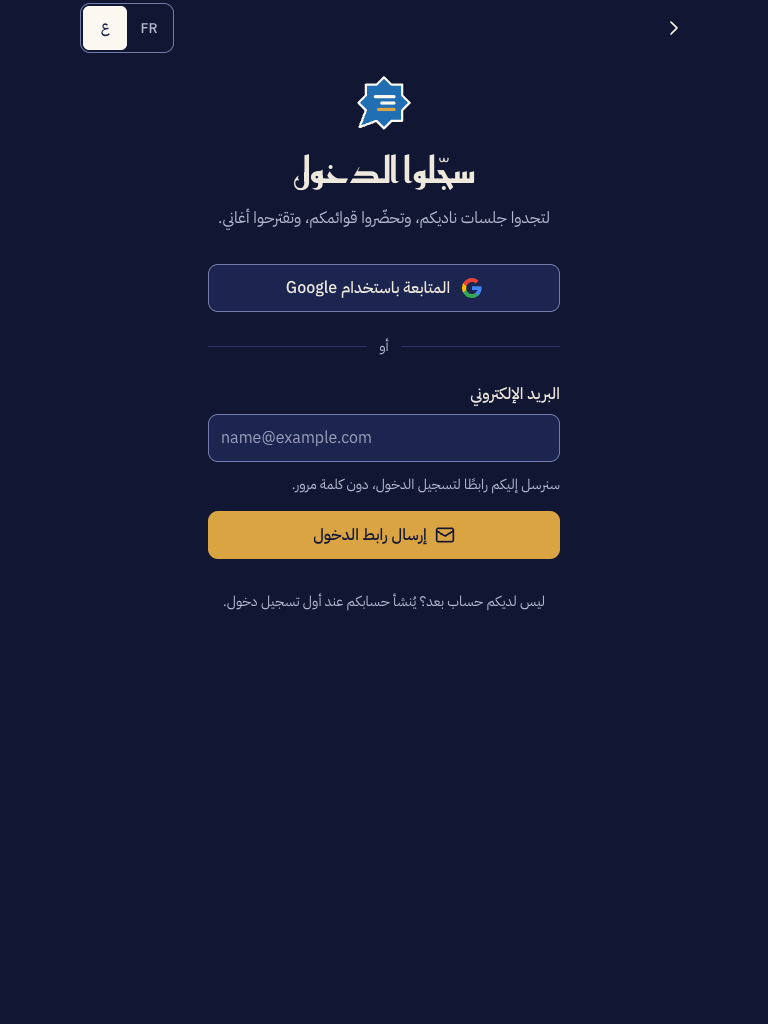 ع
FR
سجّلوا الدخول
لتجدوا جلسات ناديكم، وتحضّروا قوائمكم، وتقترحوا أغاني.
المتابعة باستخدام Google
أو
البريد الإلكتروني
name@example.com
سنرسل إليكم رابطًا لتسجيل الدخول، دون كلمة مرور.
إرسال رابط الدخول
ليس لديكم حساب بعد؟ يُنشأ حسابكم عند أول تسجيل دخول.